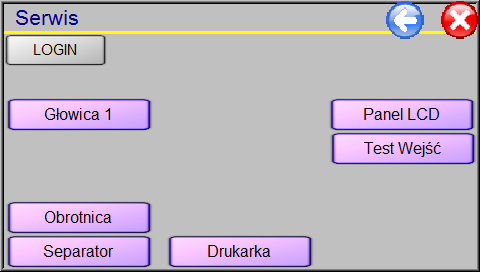 Serwis
LOGIN
Głowica 1
Panel LCD
Test Wejść
Obrotnica
Separator
Drukarka